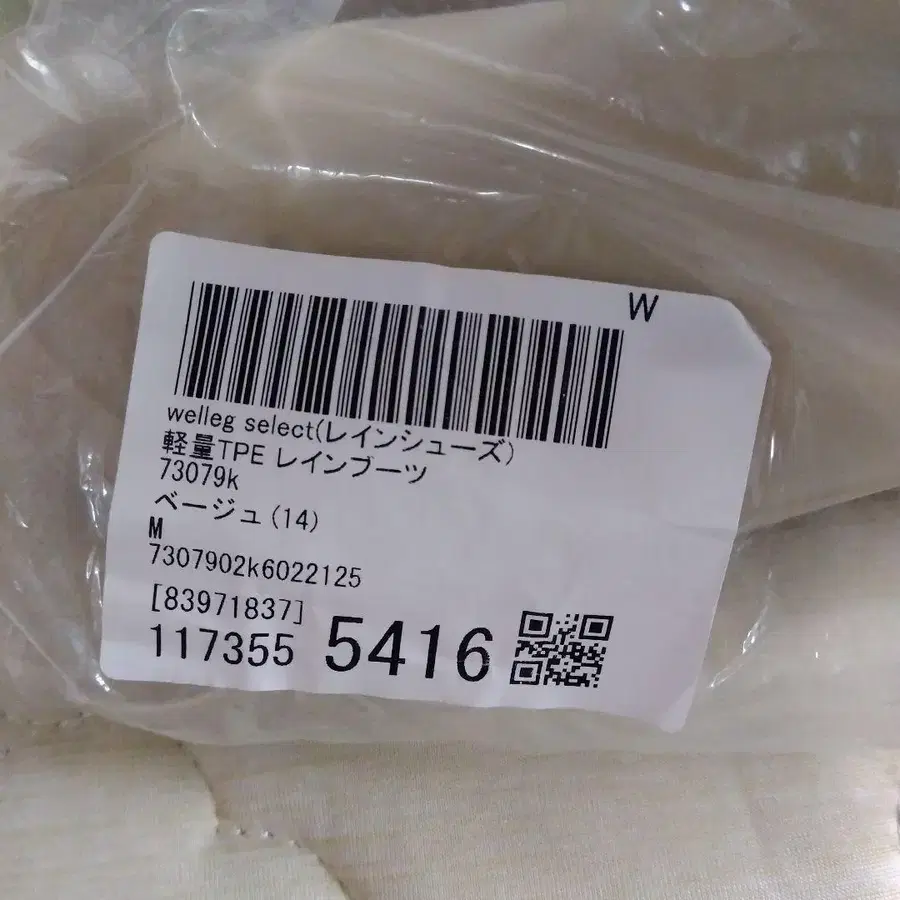 W
welleg select(レインシューズ)
軽量TPE レインブーツ
73079k
ベージュ(14)
M
7307902k6022125
[83971837]
117355 5416